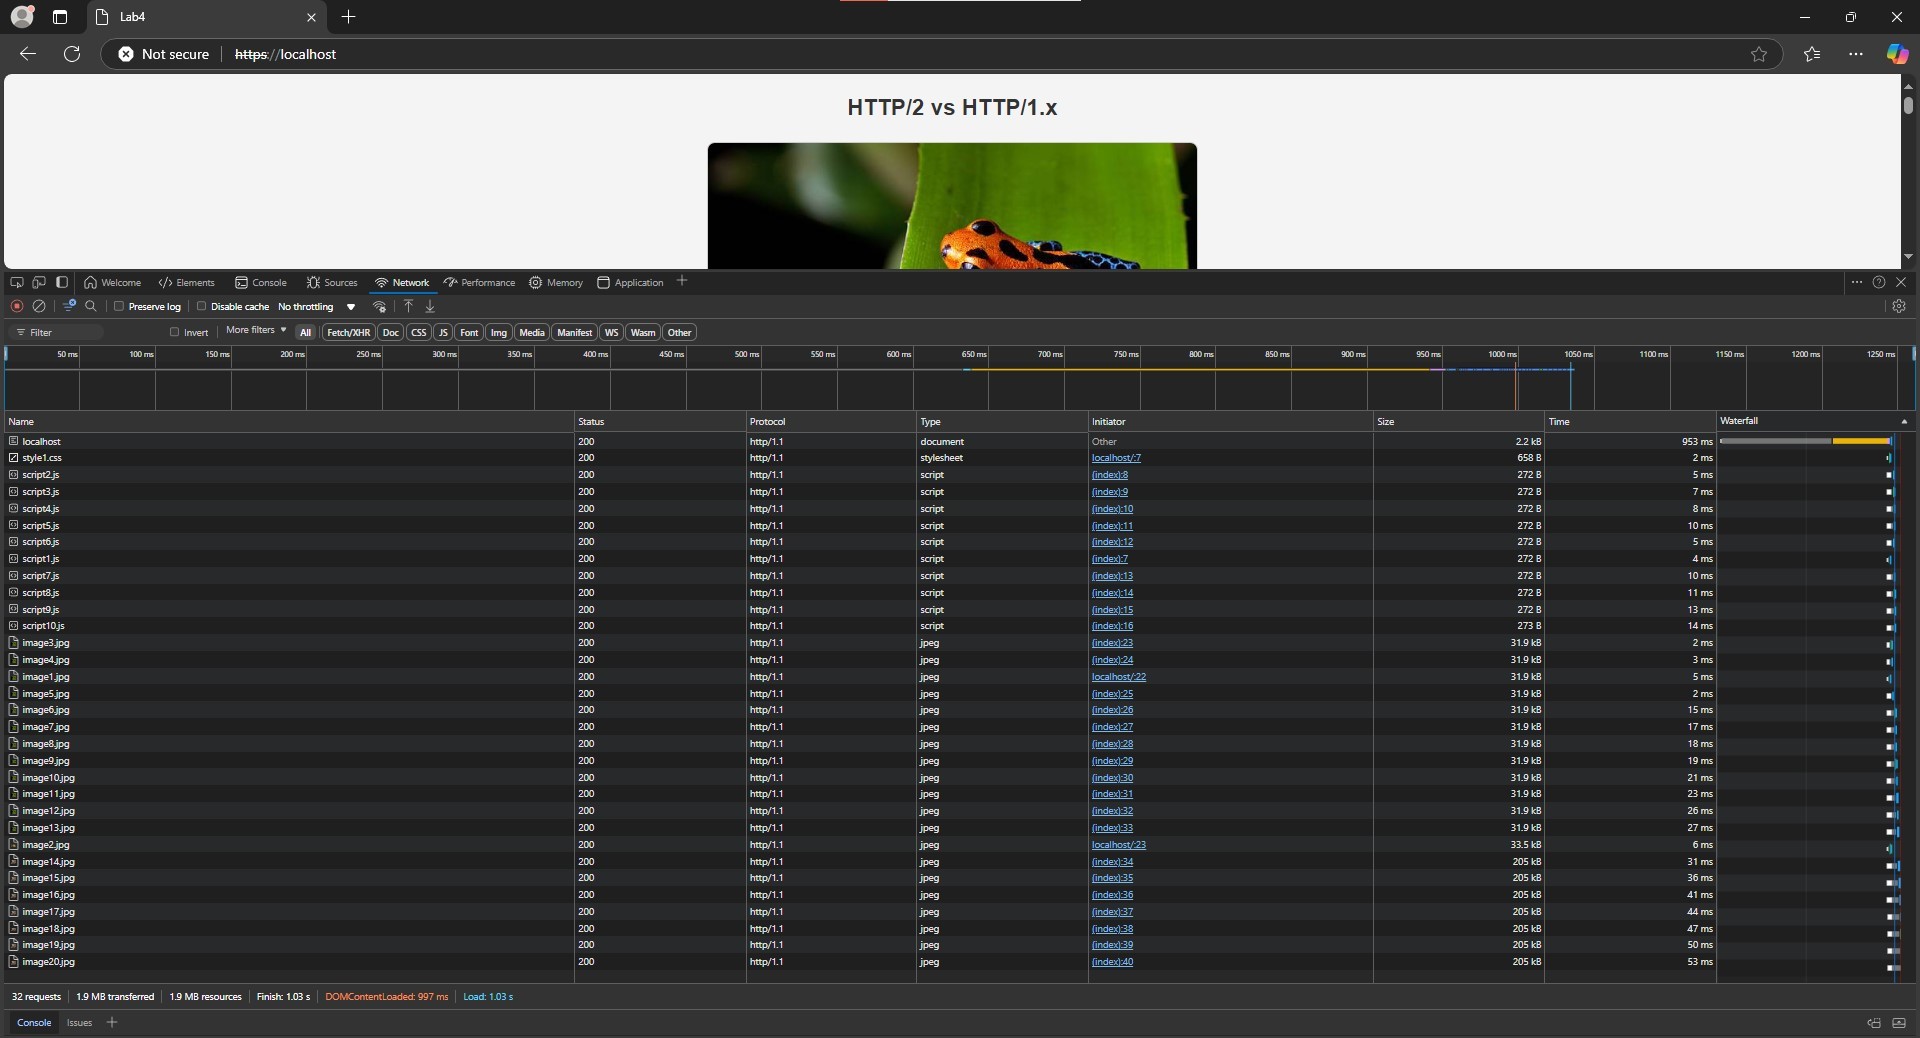 Lab4
Not secure https://localhost
HTTP/2 vs HTTP/1.x
Welcome Elements Console Sources Network Performance Memory Application
Preserve log Disable cache No throttling
Filter Invert More filters All Fetch/XHR Doc CSS JS Font Img Media Manifest WS Wasm Other
50 ms 100 ms 150 ms 200 ms 250 ms 300 ms 350 ms 400 ms 450 ms 500 ms 550 ms 600 ms 650 ms 700 ms 750 ms 800 ms 850 ms 900 ms 950 ms 1000 ms 1050 ms 1100 ms 1150 ms 1200 ms 1250 ms
Name Status Protocol Type Initiator Size Time Waterfall
localhost 200 http/1.1 document Other 2.2 kB 953 ms
style1.css 200 http/1.1 stylesheet localhost/:7 658 B 2 ms
script2.js 200 http/1.1 script (index):8 272 B 5 ms
script3.js 200 http/1.1 script (index):9 272 B 7 ms
script4.js 200 http/1.1 script (index):10 272 B 8 ms
script5.js 200 http/1.1 script (index):11 272 B 10 ms
script6.js 200 http/1.1 script (index):12 272 B 5 ms
script1.js 200 http/1.1 script (index):7 272 B 4 ms
script7.js 200 http/1.1 script (index):13 272 B 10 ms
script8.js 200 http/1.1 script (index):14 272 B 11 ms
script9.js 200 http/1.1 script (index):15 272 B 13 ms
script10.js 200 http/1.1 script (index):16 273 B 14 ms
image3.jpg 200 http/1.1 jpeg (index):23 31.9 kB 2 ms
image4.jpg 200 http/1.1 jpeg (index):24 31.9 kB 3 ms
image1.jpg 200 http/1.1 jpeg localhost/:22 31.9 kB 5 ms
image5.jpg 200 http/1.1 jpeg (index):25 31.9 kB 2 ms
image6.jpg 200 http/1.1 jpeg (index):26 31.9 kB 15 ms
image7.jpg 200 http/1.1 jpeg (index):27 31.9 kB 17 ms
image8.jpg 200 http/1.1 jpeg (index):28 31.9 kB 18 ms
image9.jpg 200 http/1.1 jpeg (index):29 31.9 kB 19 ms
image10.jpg 200 http/1.1 jpeg (index):30 31.9 kB 21 ms
image11.jpg 200 http/1.1 jpeg (index):31 31.9 kB 23 ms
image12.jpg 200 http/1.1 jpeg (index):32 31.9 kB 26 ms
image13.jpg 200 http/1.1 jpeg (index):33 31.9 kB 27 ms
image2.jpg 200 http/1.1 jpeg localhost/:23 33.5 kB 6 ms
image14.jpg 200 http/1.1 jpeg (index):34 205 kB 31 ms
image15.jpg 200 http/1.1 jpeg (index):35 205 kB 36 ms
image16.jpg 200 http/1.1 jpeg (index):36 205 kB 41 ms
image17.jpg 200 http/1.1 jpeg (index):37 205 kB 44 ms
image18.jpg 200 http/1.1 jpeg (index):38 205 kB 47 ms
image19.jpg 200 http/1.1 jpeg (index):39 205 kB 50 ms
image20.jpg 200 http/1.1 jpeg (index):40 205 kB 53 ms
32 requests 1.9 MB transferred 1.9 MB resources Finish: 1.03 s DOMContentLoaded: 997 ms Load: 1.03 s
Console Issues